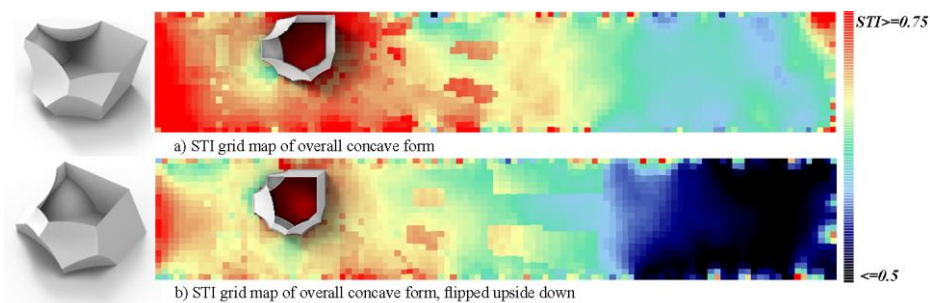 STI>=0.75
a) STI grid map of overall concave form
<=0.5
b) STI grid map of overall concave form, flipped upside down